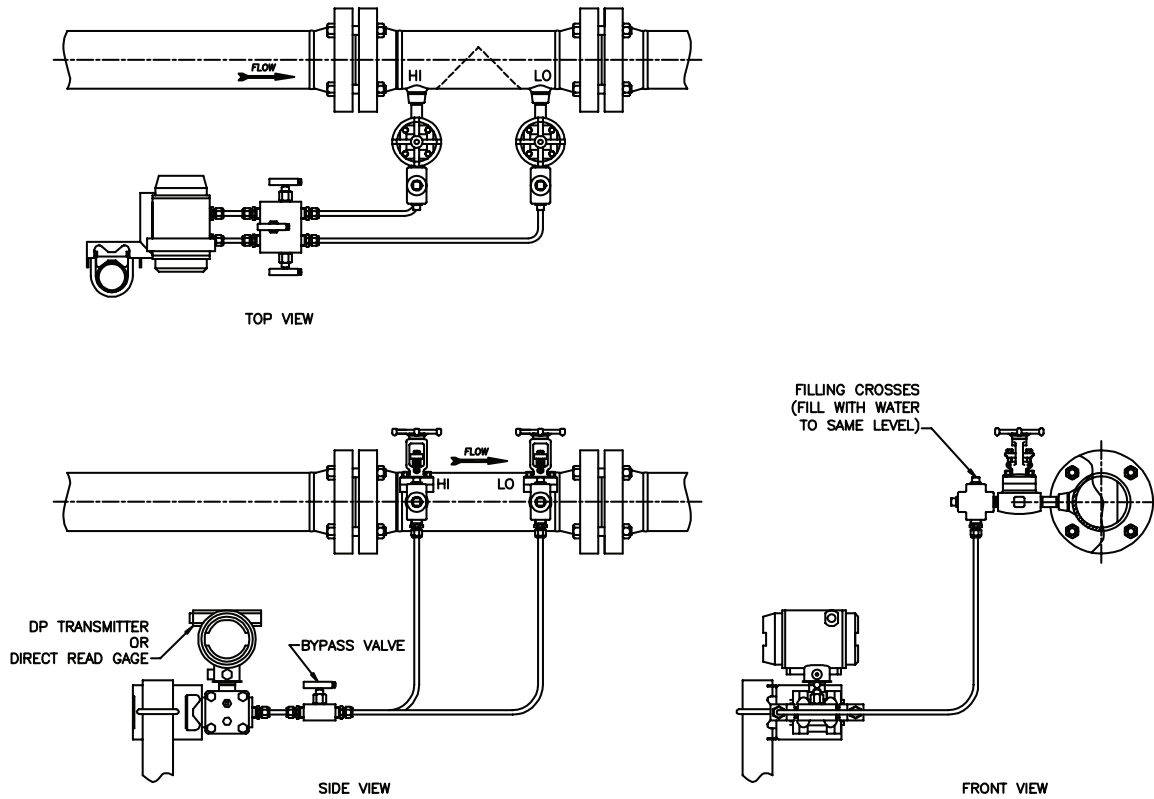 FLOW
HI
LO
TOP VIEW
FILLING CROSSES
(FILL WITH WATER
TO SAME LEVEL)
FLOW
HI
LO
DP TRANSMITTER
OR
DIRECT READ GAGE
BYPASS VALVE
SIDE VIEW
FRONT VIEW